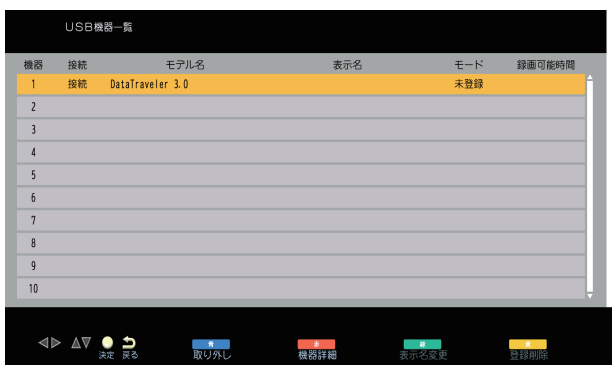 USB機器一覧
機器 接続 モデル名 表示名 モード 録画可能時間
1 接続 DataTraveler 3.0 未登録
2
3
4
5
6
7
8
9
10
決定 戻る
青 赤 緑 黄
取り外し 機器詳細 表示名変更 登録削除